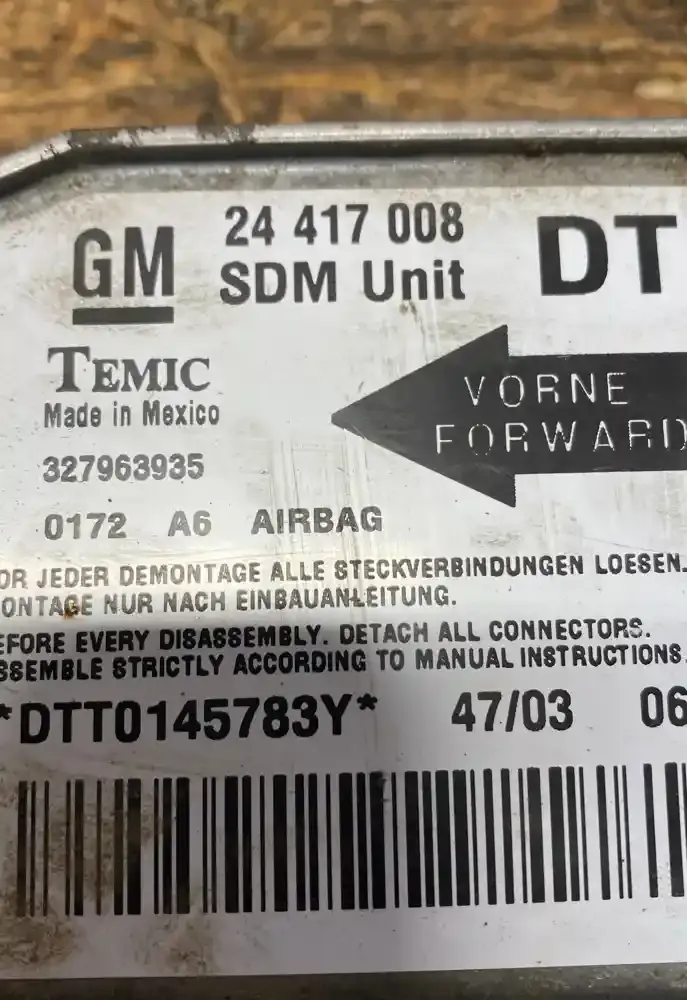 GM 24 417 008 DT
SDM Unit
TEMIC
Made in Mexico
VORNE
FORWARD
327963935
0172 A6 AIRBAG
OR JEDER DEMONTAGE ALLE STECKVERBINDUNGEN LOESEN.
ONTAGE NUR NACH EINBAUANLEITUNG.
EFORE EVERY DISASSEMBLY. DETACH ALL CONNECTORS.
SSEMBLE STRICTLY ACCORDING TO MANUAL INSTRUCTIONS.
*DTT0145783Y* 47/03 06